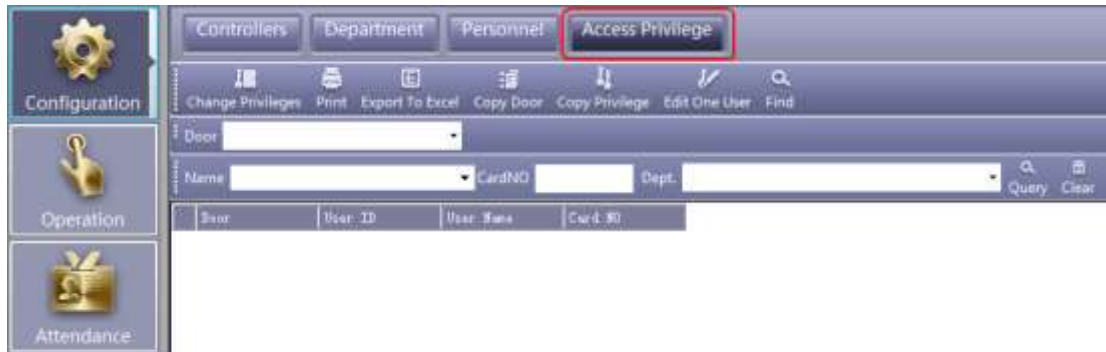 Controllers Department Personnel Access Privilege
Change Privileges Print Export To Excel Copy Door Copy Privilege Edit One User Find
Configuration
Door
Name CardNO Dept. Query Clear
Door User ID User Name Card NO
Operation
Attendance